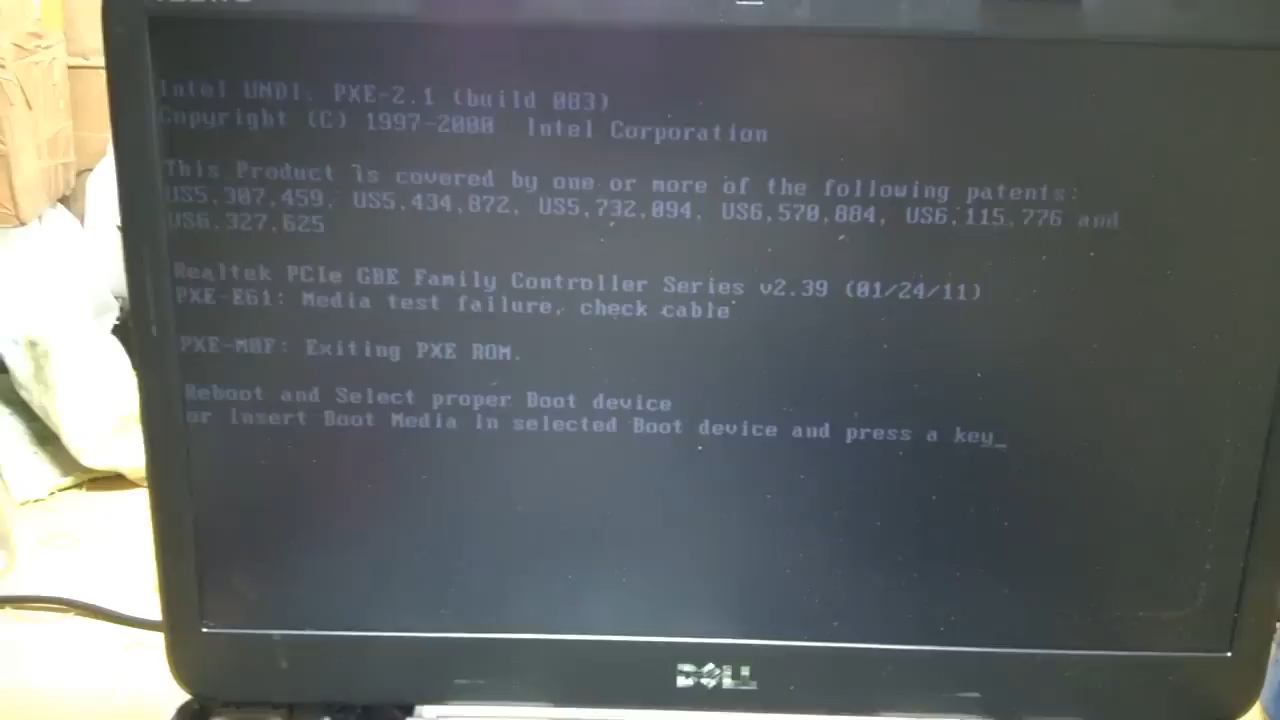 Intel UNDI, PXE-2.1 (build 083)
Copyright (C) 1997-2000 Intel Corporation
This Product is covered by one or more of the following patents:
US5,307,459, US5,434,872, US5,732,094, US6,570,884, US6,115,776 and
US6,327,625
Realtek PCIe GBE Family Controller Series v2.39 (01/24/11)
PXE-E61: Media test failure, check cable
PXE-M0F: Exiting PXE ROM.
Reboot and Select proper Boot device
or Insert Boot Media in selected Boot device and press a key_
DELL